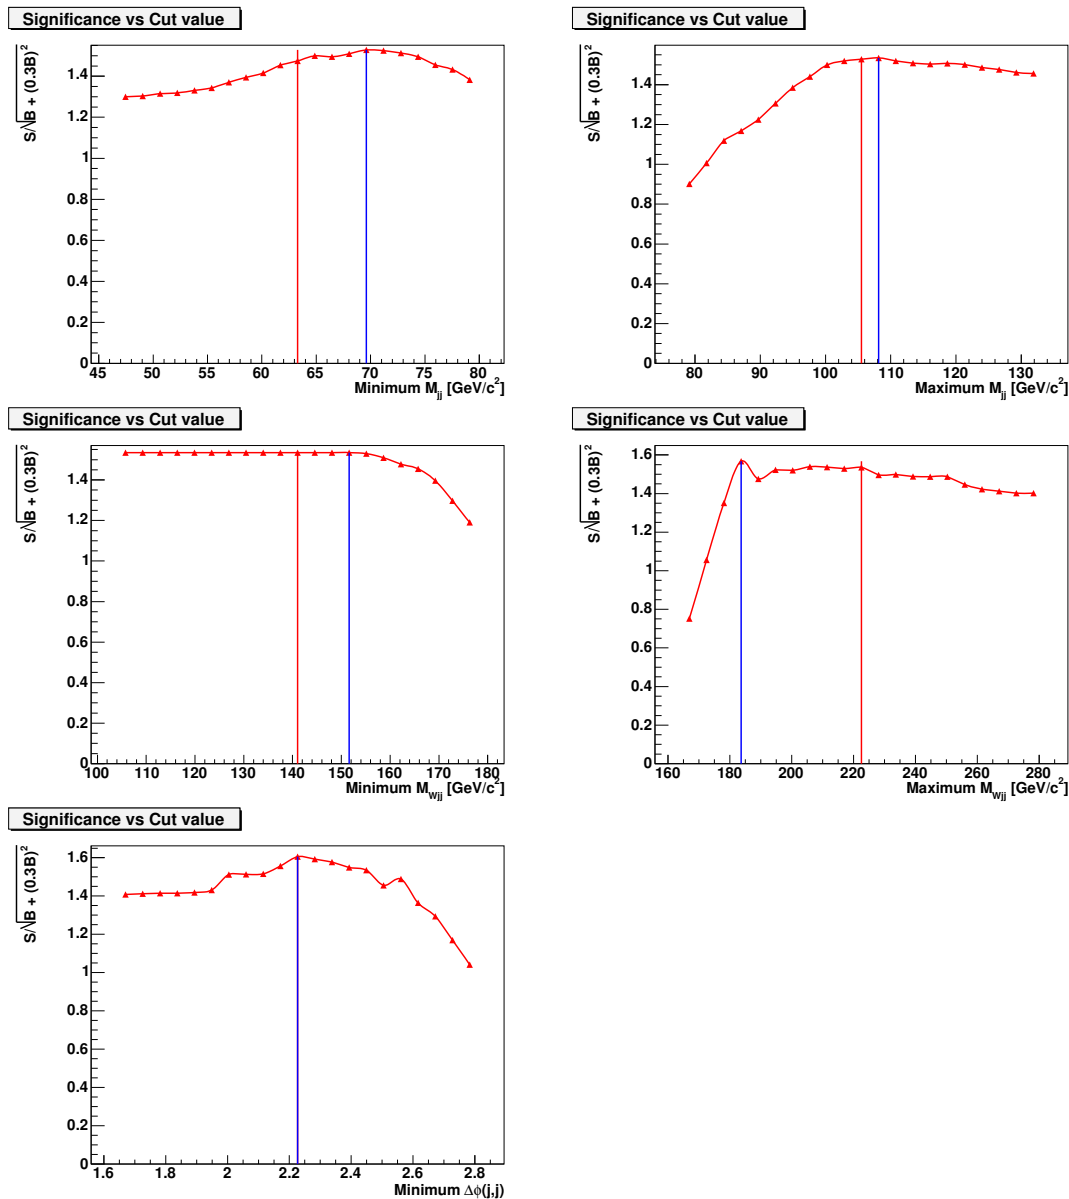 Significance vs Cut value
S/√B + (0.3B)²
1.4
1.2
1
0.8
0.6
0.4
0.2
0
45 50 55 60 65 70 75 80
Minimum M_jj [GeV/c²]
Significance vs Cut value
S/√B + (0.3B)²
1.4
1.2
1
0.8
0.6
0.4
0.2
0
80 90 100 110 120 130
Maximum M_jj [GeV/c²]
Significance vs Cut value
S/√B + (0.3B)²
1.4
1.2
1
0.8
0.6
0.4
0.2
0
100 110 120 130 140 150 160 170 180
Minimum M_Wjj [GeV/c²]
Significance vs Cut value
S/√B + (0.3B)²
1.6
1.4
1.2
1
0.8
0.6
0.4
0.2
0
160 180 200 220 240 260 280
Maximum M_Wjj [GeV/c²]
Significance vs Cut value
S/√B + (0.3B)²
1.6
1.4
1.2
1
0.8
0.6
0.4
0.2
0
1.6 1.8 2 2.2 2.4 2.6 2.8
Minimum Δϕ(j,j)